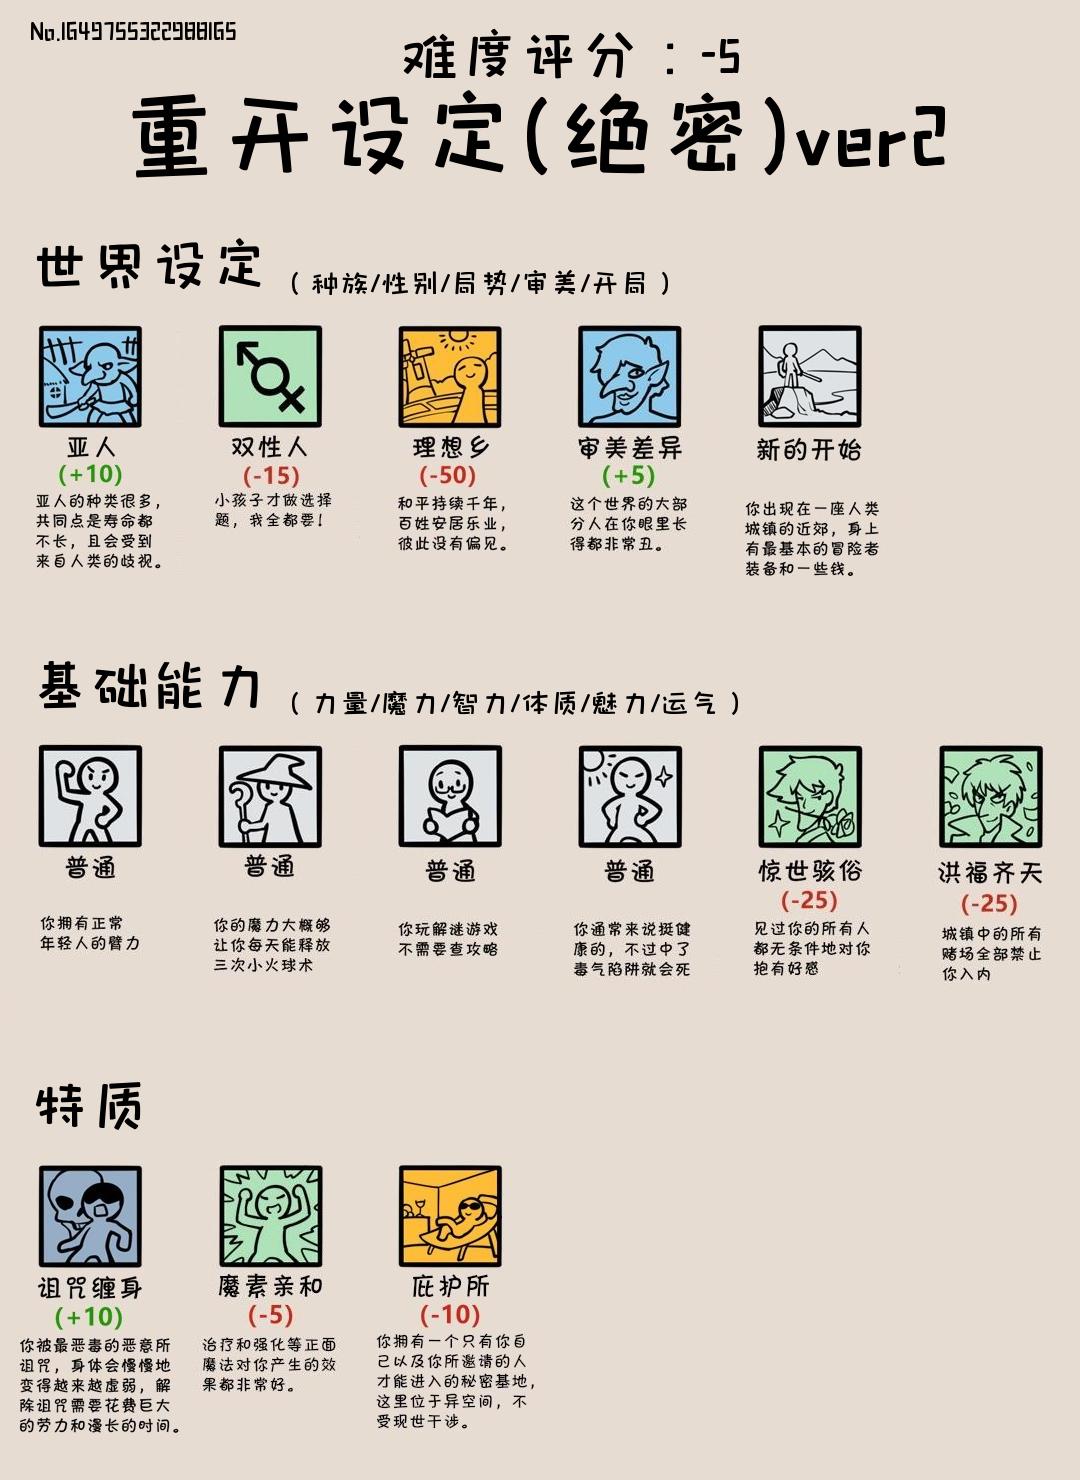 No.1649755322988165
难度评分：-5
重开设定(绝密)ver2
世界设定（种族/性别/局势/审美/开局）
亚人
(+10)
亚人的种类很多，
共同点是寿命都
不长，且会受到
来自人类的歧视。
双性人
(-15)
小孩子才做选择
题，我全都要！
理想乡
(-50)
和平持续千年，
百姓安居乐业，
彼此没有偏见。
审美差异
(+5)
这个世界的大部
分人在你眼里长
得都非常丑。
新的开始
你出现在一座人类
城镇的近郊，身上
有最基本的冒险者
装备和一些钱。
基础能力（力量/魔力/智力/体质/魅力/运气）
普通
你拥有正常
年轻人的臂力
普通
你的魔力大概够
让你每天能释放
三次小火球术
普通
你玩解谜游戏
不需要查攻略
普通
你通常来说挺健
康的，不过中了
毒气陷阱就会死
惊世骇俗
(-25)
见过你的所有人
都无条件地对你
抱有好感
洪福齐天
(-25)
城镇中的所有
赌场全部禁止
你入内
特质
诅咒缠身
(+10)
你被最恶毒的恶意所
诅咒，身体会慢慢地
变得越来越虚弱，解
除诅咒需要花费巨大
的劳力和漫长的时间。
魔素亲和
(-5)
治疗和强化等正面
魔法对你产生的效
果都非常好。
庇护所
(-10)
你拥有一个只有你自
己以及你所邀请的人
才能进入的秘密基地，
这里位于异空间，不
受现世干涉。